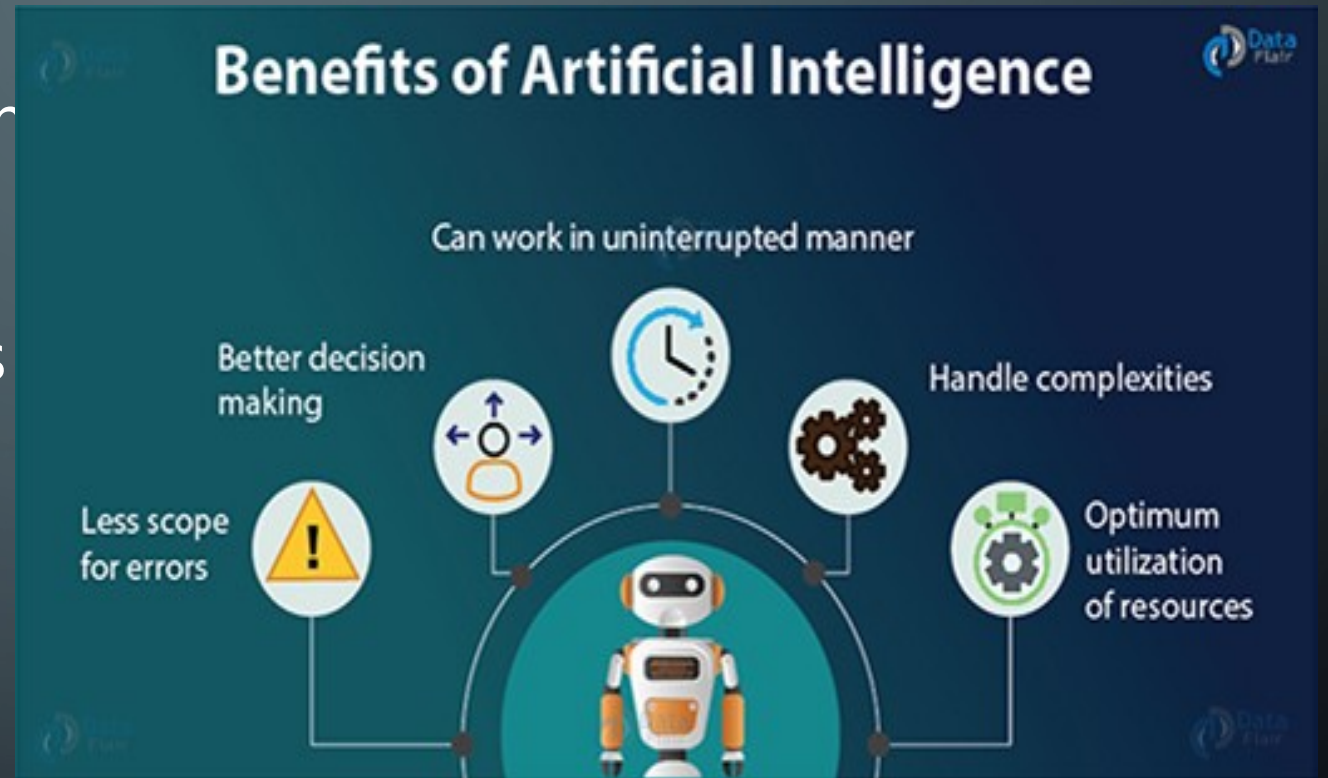 Benefits of Artificial Intelligence
Data
Flair
Can work in uninterrupted manner
Better decision
making
Handle complexities
Less scope
for errors
Optimum
utilization
of resources